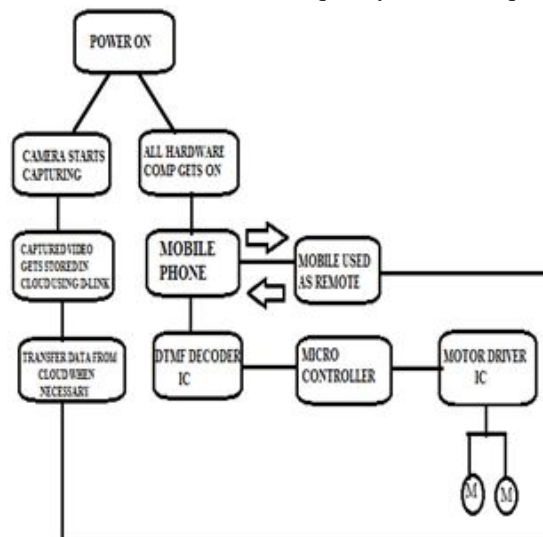 POWER ON
CAMERA STARTS
CAPTURING
ALL HARDWARE
COMP GETS ON
CAPTURED VIDEO
GETS STORED IN
CLOUD USING D-LINK
MOBILE
PHONE
MOBILE USED
AS REMOTE
TRANSFER DATA FROM
CLOUD WHEN
NECESSARY
DTMF DECODER
IC
MICRO
CONTROLLER
MOTOR DRIVER
IC
M
M